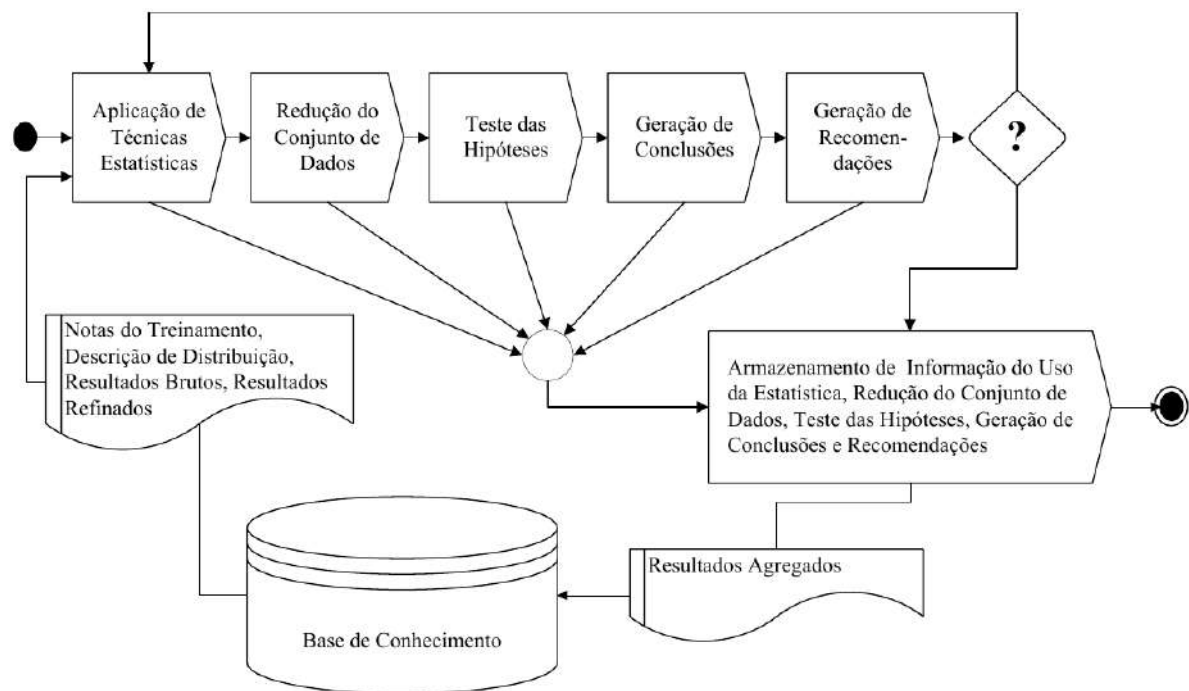 Aplicação de
Técnicas
Estatísticas
Redução do
Conjunto de
Dados
Teste das
Hipóteses
Geração de
Conclusões
Geração de
Recomen-
dações
?
Notas do Treinamento,
Descrição de Distribuição,
Resultados Brutos, Resultados
Refinados
Armazenamento de Informação do Uso
da Estatística, Redução do Conjunto de
Dados, Teste das Hipóteses, Geração de
Conclusões e Recomendações
Resultados Agregados
Base de Conhecimento